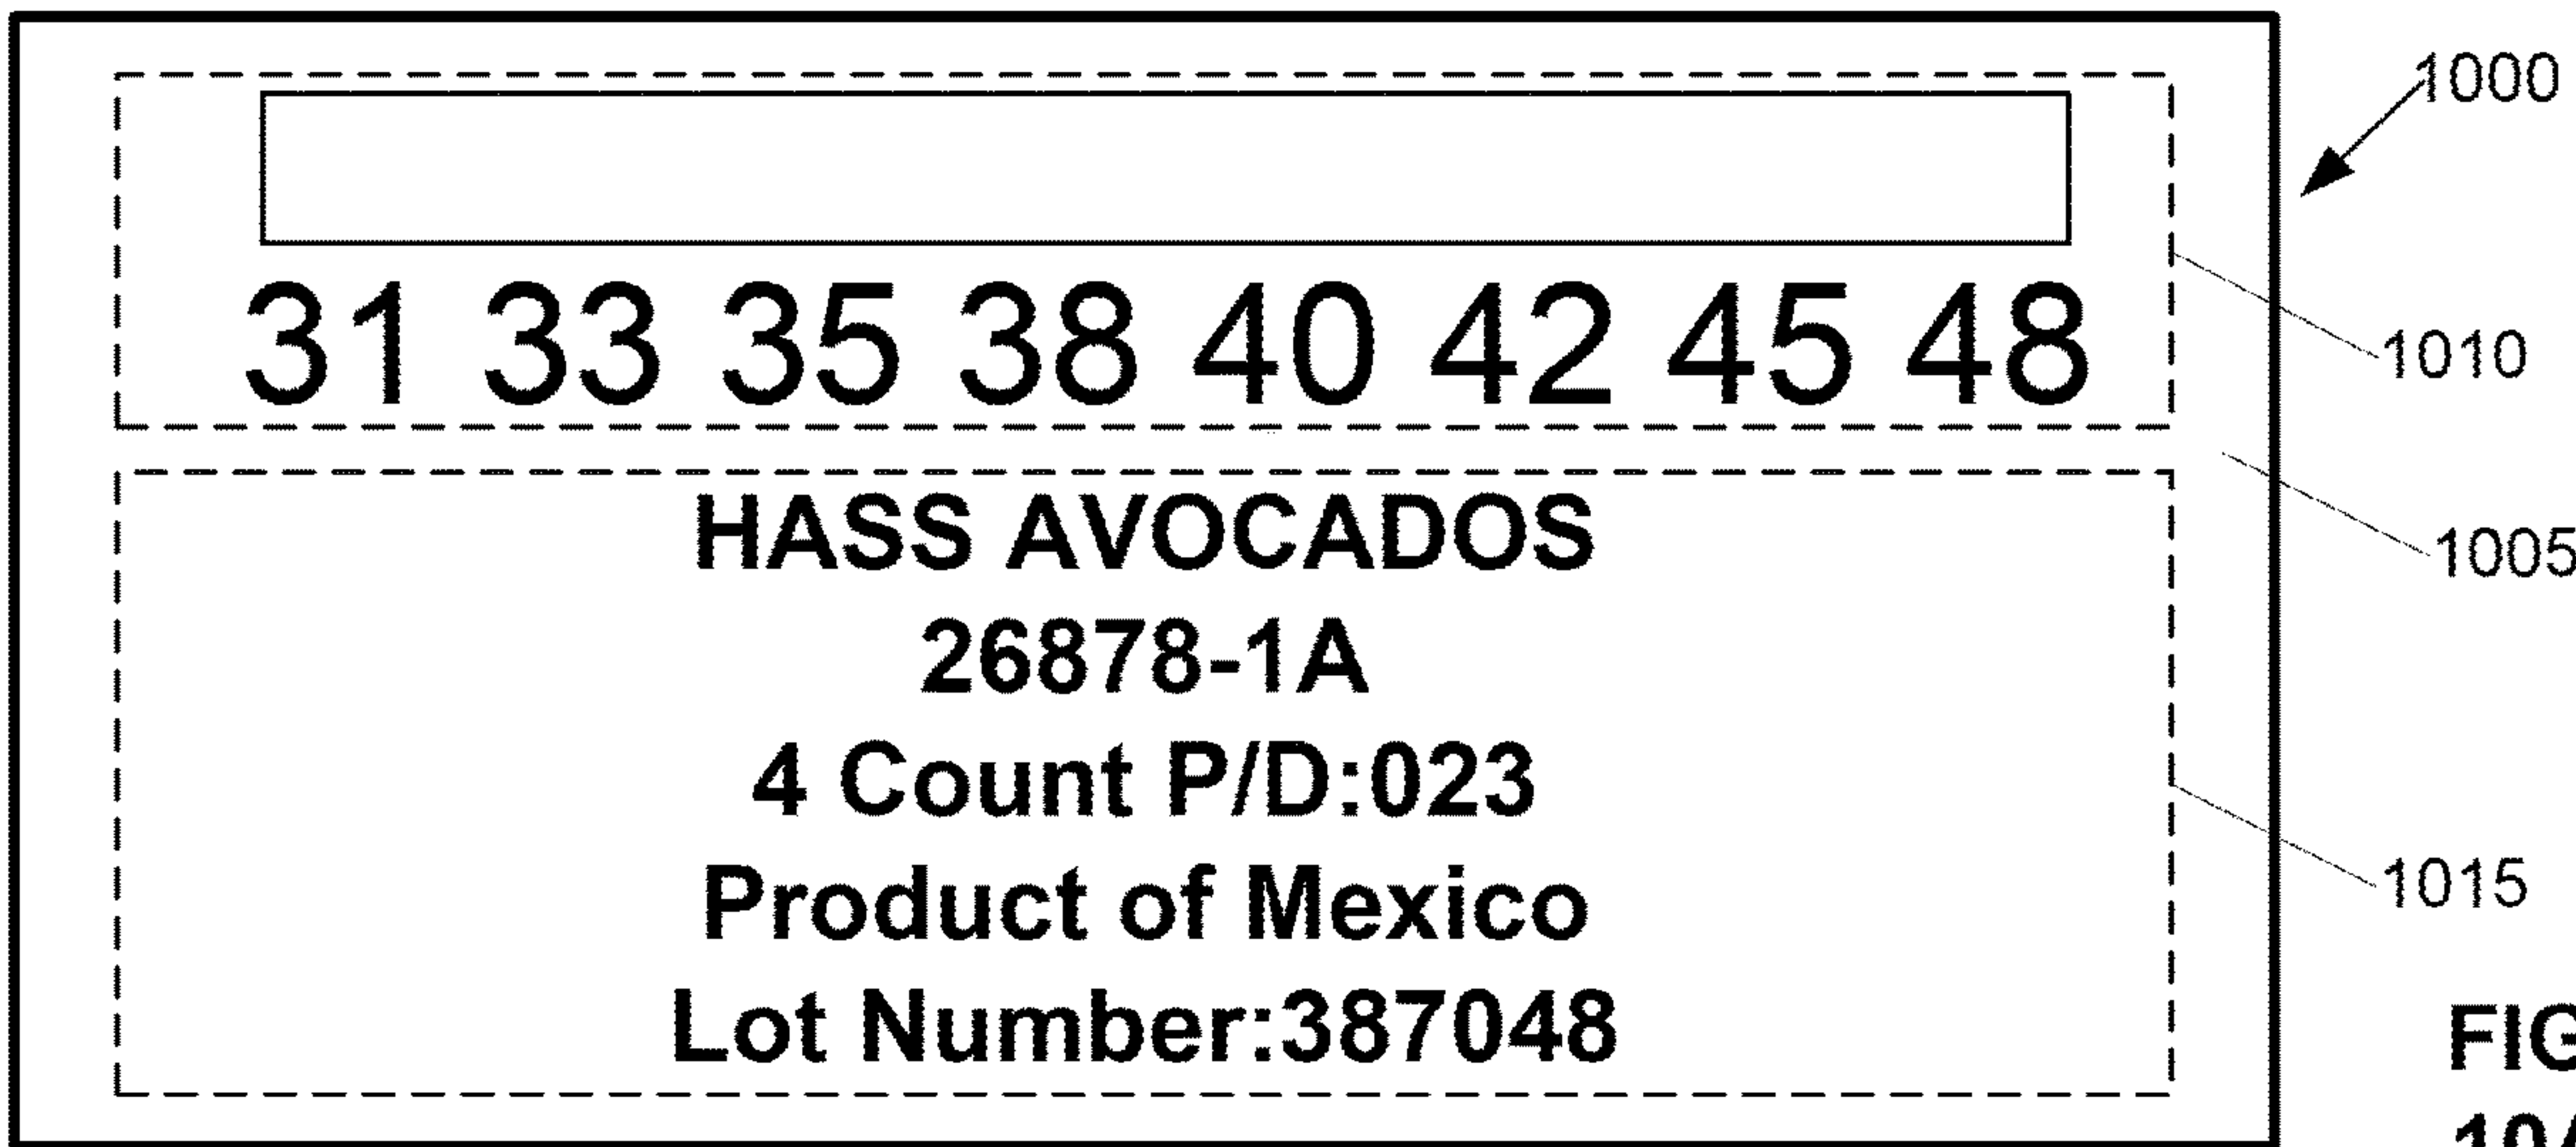 1000
31 33 35 38 40 42 45 48
1010
1005
HASS AVOCADOS
26878-1A
4 Count P/D:023
1015
Product of Mexico
Lot Number:387048
FIG